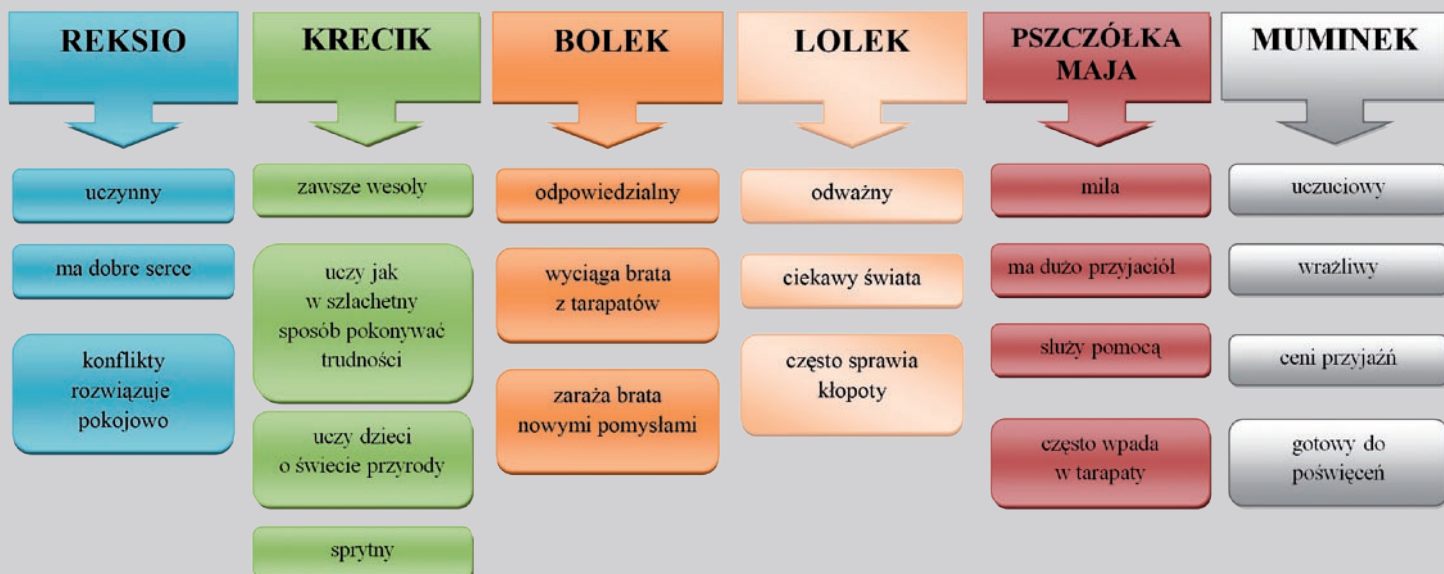 REKSIO
uczynny
ma dobre serce
konflikty
rozwiązuje
pokojowo
KRECIK
zawsze wesoły
uczy jak
w szlachetny
sposób pokonywać
trudności
uczy dzieci
o świecie przyrody
sprytny
BOLEK
odpowiedzialny
wyciąga brata
z tarapatów
zaraża brata
nowymi pomysłami
LOLEK
odważny
ciekawy świata
często sprawia
kłopoty
PSZCZÓŁKA
MAJA
miła
ma dużo przyjaciół
służy pomocą
często wpada
w tarapaty
MUMINEK
uczuciowy
wrażliwy
ceni przyjaźń
gotowy do
poświęceń